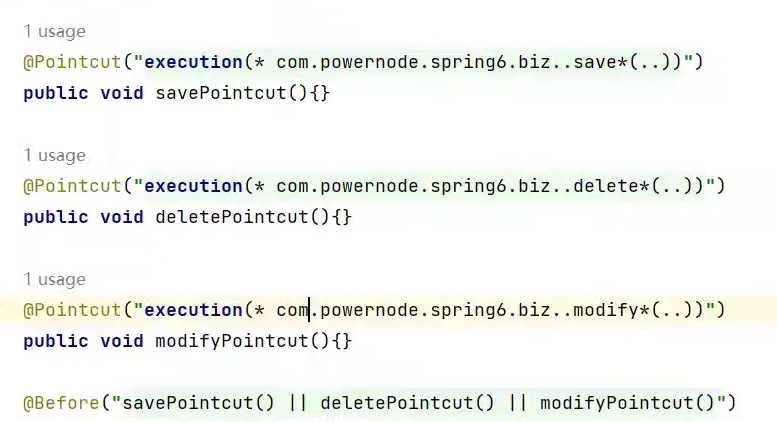 1 usage
@Pointcut("execution(* com.powernode.spring6.biz..save*(..))")
public void savePointcut(){}
1 usage
@Pointcut("execution(* com.powernode.spring6.biz..delete*(..))")
public void deletePointcut(){}
1 usage
@Pointcut("execution(* com.powernode.spring6.biz..modify*(..))")
public void modifyPointcut(){}
@Before("savePointcut() || deletePointcut() || modifyPointcut()")